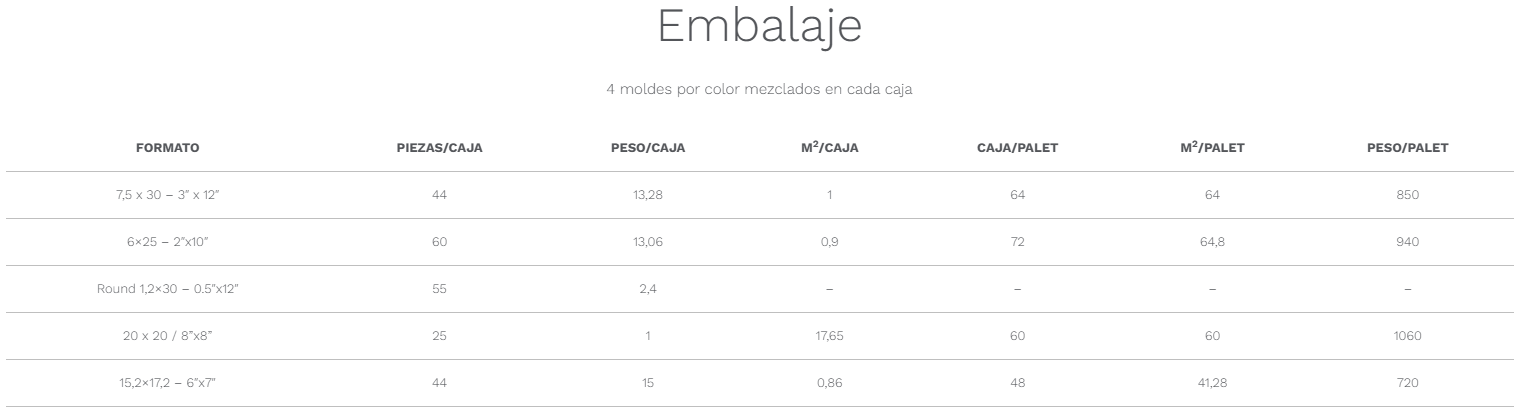 Embalaje
4 moldes por color mezclados en cada caja
FORMATO PIEZAS/CAJA PESO/CAJA M²/CAJA CAJA/PALET M²/PALET PESO/PALET
7,5 x 30 – 3″ x 12″ 44 13,28 1 64 64 850
6×25 – 2″x10″ 60 13,06 0,9 72 64,8 940
Round 1,2×30 – 0.5″x12″ 55 2,4 – – – –
20 x 20 / 8”x8” 25 1 17,65 60 60 1060
15,2×17,2 – 6″x7″ 44 15 0,86 48 41,28 720